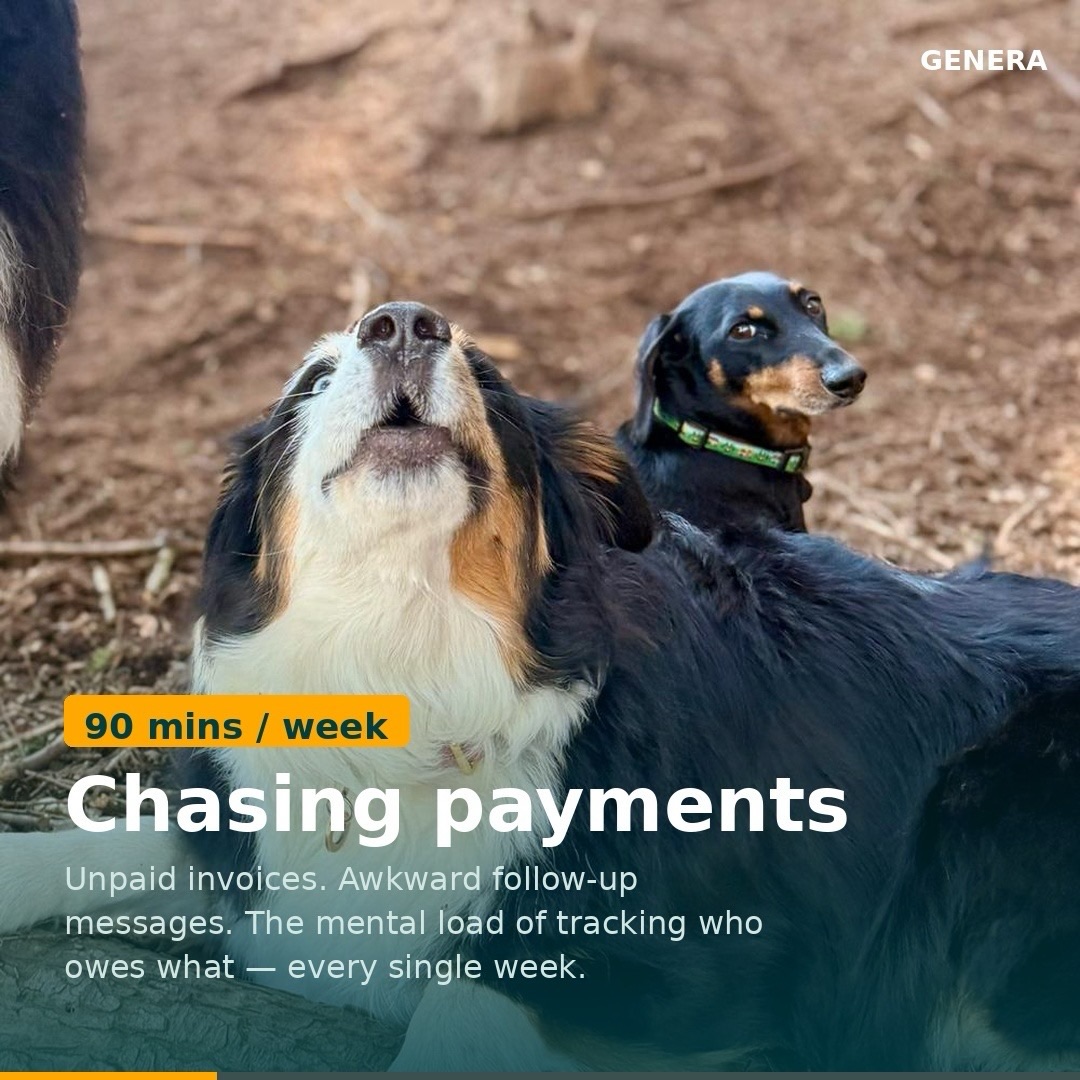 GENERA
90 mins / week
Chasing payments
Unpaid invoices. Awkward follow-up
messages. The mental load of tracking who
owes what — every single week.